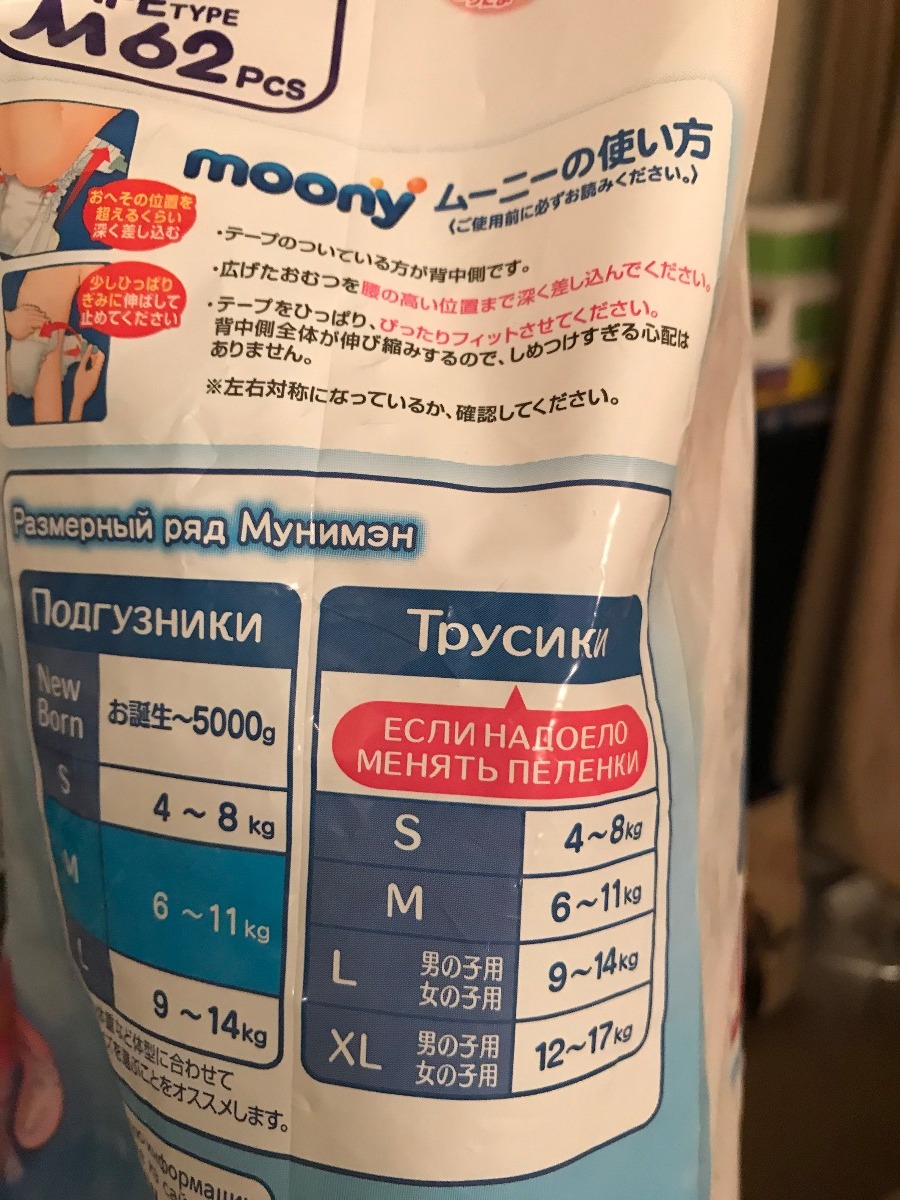 TYPE
M62 Pcs
おへその位置を
超えるくらい
深く差し込む
少しひっぱり
ぎみに伸ばして
止めてください
moony ムーニーの使い方
(ご使用前に必ずお読みください。)
・テープのついている方が背中側です。
・広げたおむつを腰の高い位置まで深く差し込んでください。
・テープをひっぱり、ぴったりフィットさせてください。
背中側全体が伸び縮みするので、しめつけすぎる心配は
ありません。
※左右対称になっているか、確認してください。
Размерный ряд Мунимэн
Подгузники
New
Born
お誕生〜5000g
S
4 ~ 8 kg
M
6 ~ 11 kg
L
9 ~ 14kg
など体型に合わせて
ことをオススメします。
Трусики
ЕСЛИ НАДОЕЛО
МЕНЯТЬ ПЕЛЕНКИ
S
4~8kg
M
6~11kg
L
男の子用
女の子用
9~14kg
XL
男の子用
女の子用
12~17kg